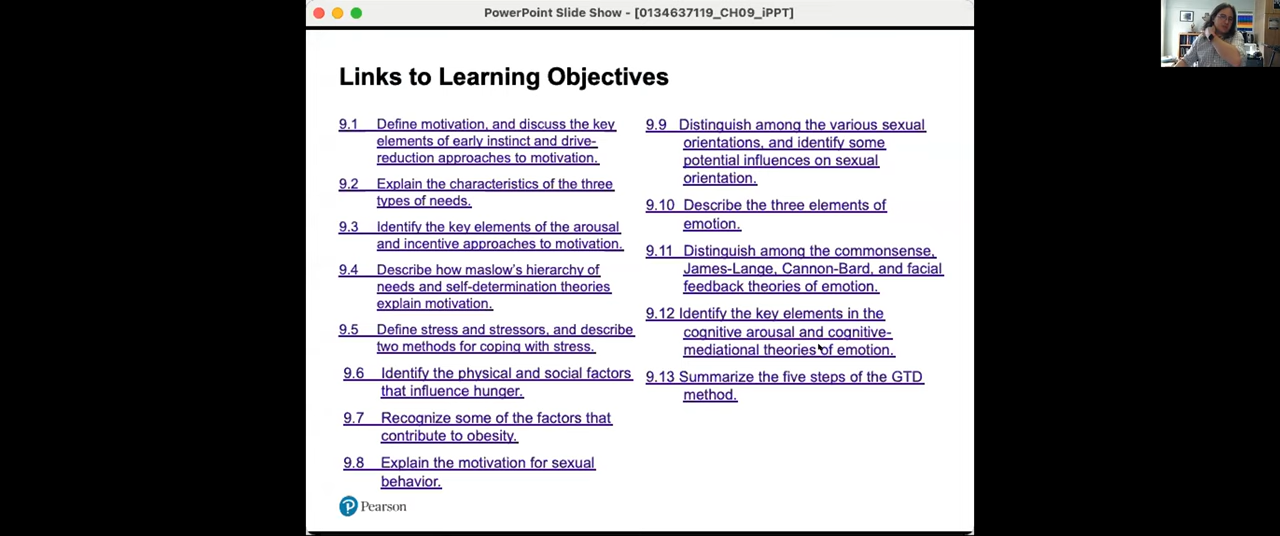 PowerPoint Slide Show - [0134637119_CH09_iPPT]
Links to Learning Objectives
9.1 Define motivation, and discuss the key
elements of early instinct and drive-
reduction approaches to motivation.
9.2 Explain the characteristics of the three
types of needs.
9.3 Identify the key elements of the arousal
and incentive approaches to motivation.
9.4 Describe how maslow's hierarchy of
needs and self-determination theories
explain motivation.
9.5 Define stress and stressors, and describe
two methods for coping with stress.
9.6 Identify the physical and social factors
that influence hunger.
9.7 Recognize some of the factors that
contribute to obesity.
9.8 Explain the motivation for sexual
behavior.
9.9 Distinguish among the various sexual
orientations, and identify some
potential influences on sexual
orientation.
9.10 Describe the three elements of
emotion.
9.11 Distinguish among the commonsense,
James-Lange, Cannon-Bard, and facial
feedback theories of emotion.
9.12 Identify the key elements in the
cognitive arousal and cognitive-
mediational theories of emotion.
9.13 Summarize the five steps of the GTD
method.
Pearson